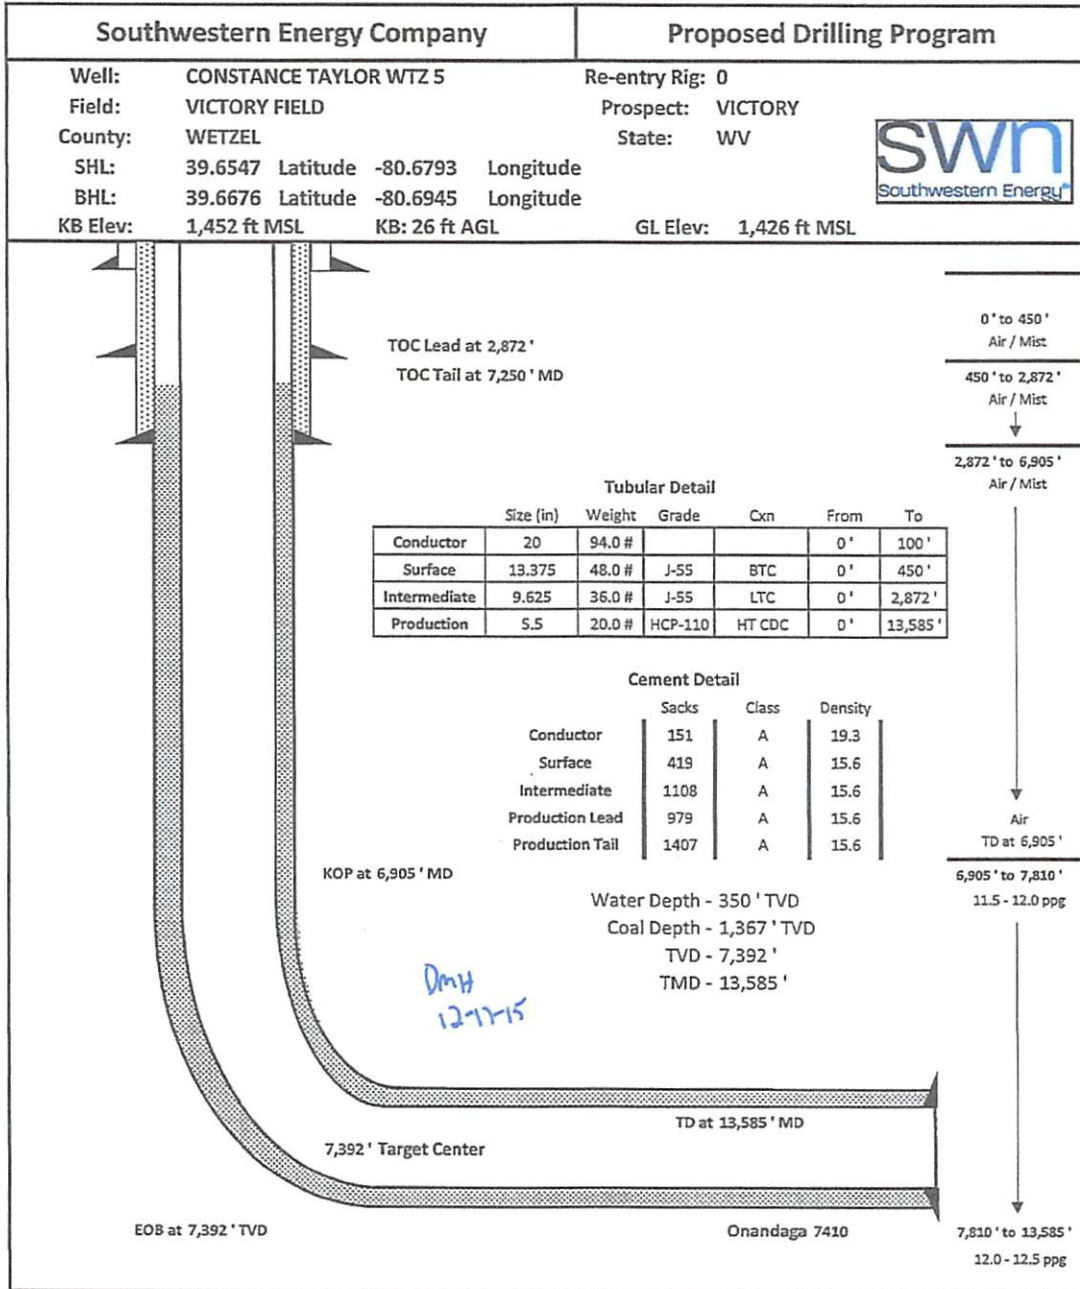 Southwestern Energy Company
Proposed Drilling Program
Well: CONSTANCE TAYLOR WTZ 5 Re-entry Rig: 0
Field: VICTORY FIELD Prospect: VICTORY
County: WETZEL State: WV
SHL: 39.6547 Latitude -80.6793 Longitude
BHL: 39.6676 Latitude -80.6945 Longitude
KB Elev: 1,452 ft MSL KB: 26 ft AGL GL Elev: 1,426 ft MSL
swn
Southwestern Energy
0 ' to 450 '
Air / Mist
TOC Lead at 2,872 '
TOC Tail at 7,250 ' MD
450 ' to 2,872 '
Air / Mist
2,872 ' to 6,905 '
Air / Mist
Tubular Detail
Size (in) Weight Grade Cxn From To
Conductor 20 94.0 # 0 ' 100 '
Surface 13.375 48.0 # J-55 BTC 0 ' 450 '
Intermediate 9.625 36.0 # J-55 LTC 0 ' 2,872 '
Production 5.5 20.0 # HCP-110 HT CDC 0 ' 13,585 '
Cement Detail
Sacks Class Density
Conductor 151 A 19.3
Surface 419 A 15.6
Intermediate 1108 A 15.6
Production Lead 979 A 15.6
Production Tail 1407 A 15.6
Air
TD at 6,905 '
KOP at 6,905 ' MD
6,905 ' to 7,810 '
11.5 - 12.0 ppg
Water Depth - 350 ' TVD
Coal Depth - 1,367 ' TVD
TVD - 7,392 '
TMD - 13,585 '
DMH
TD at 13,585 ' MD
7,392 ' Target Center
EOB at 7,392 ' TVD
Onandaga 7410
7,810 ' to 13,585 '
12.0 - 12.5 ppg